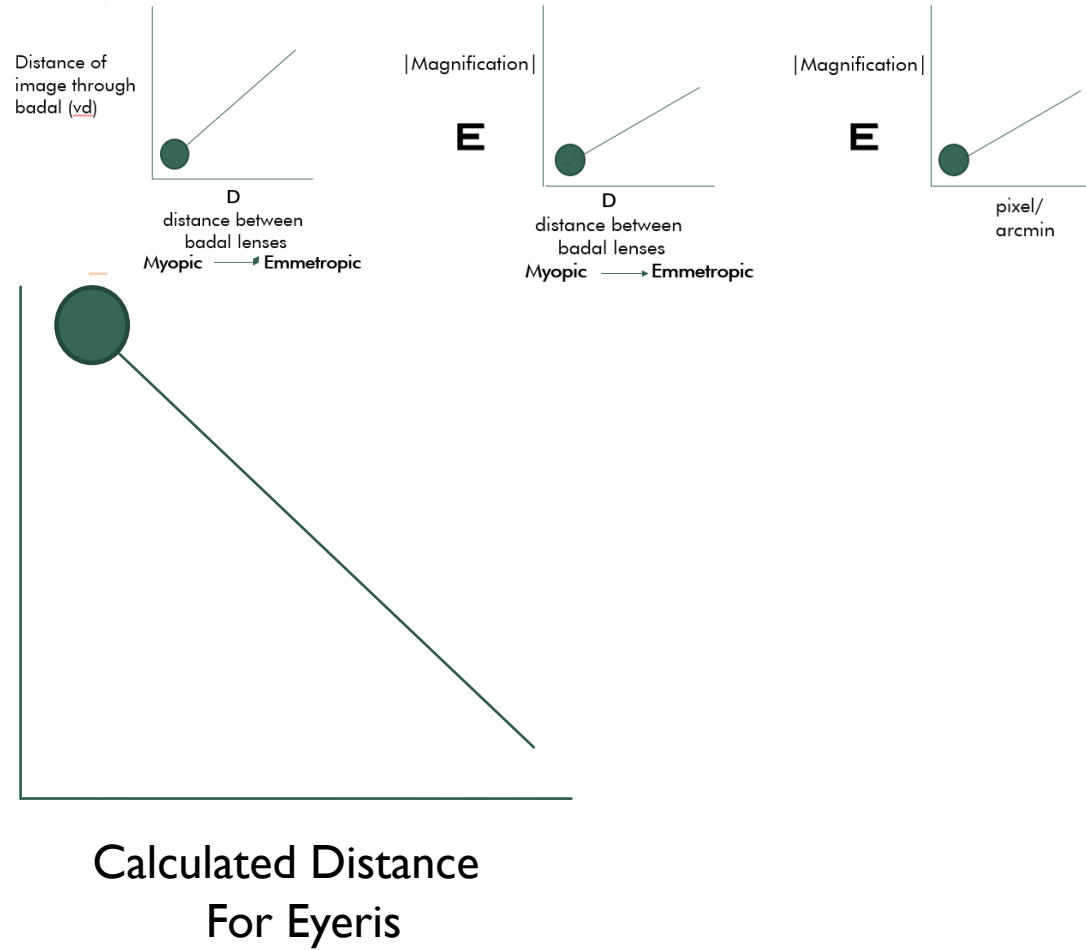 Distance of
image through
badal (vd)
D
distance between
badal lenses
Myopic
Emmetropic
|Magnification|
E
D
distance between
badal lenses
Myopic
Emmetropic
|Magnification|
E
pixel/
arcmin
Calculated Distance
For Eyeris